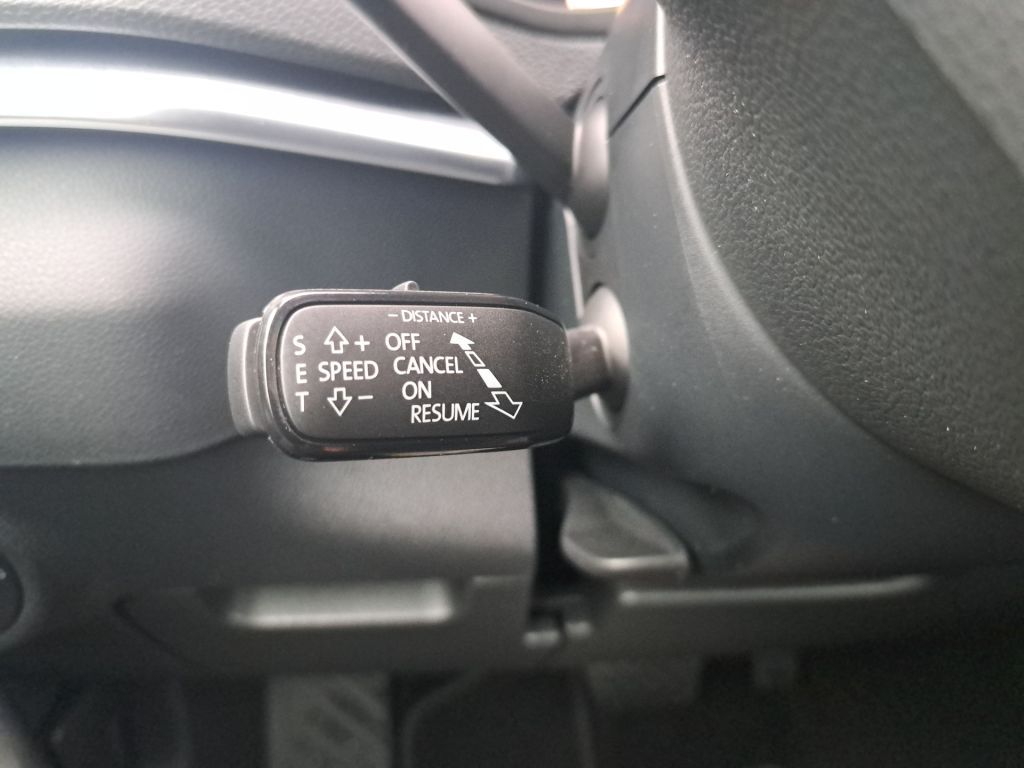 − DISTANCE +
S + OFF
E SPEED CANCEL
T − ON
RESUME